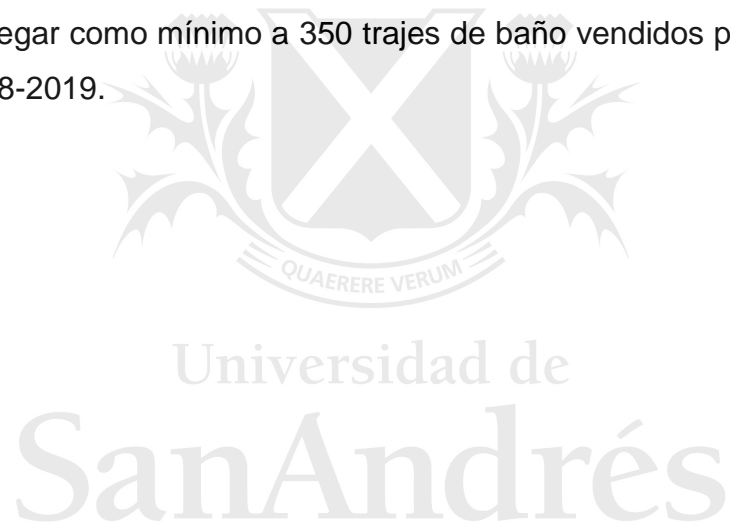 egar como mínimo a 350 trajes de baño vendidos p
8-2019.
QUAERERE VERUM
Universidad de
SanAndrés